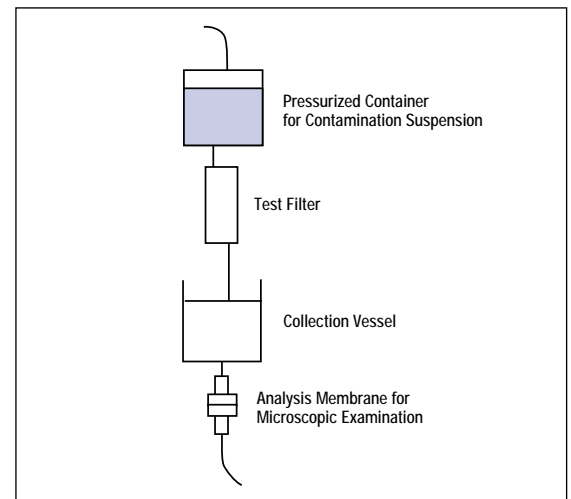 Pressurized Container
for Contamination Suspension
Test Filter
Collection Vessel
Analysis Membrane for
Microscopic Examination